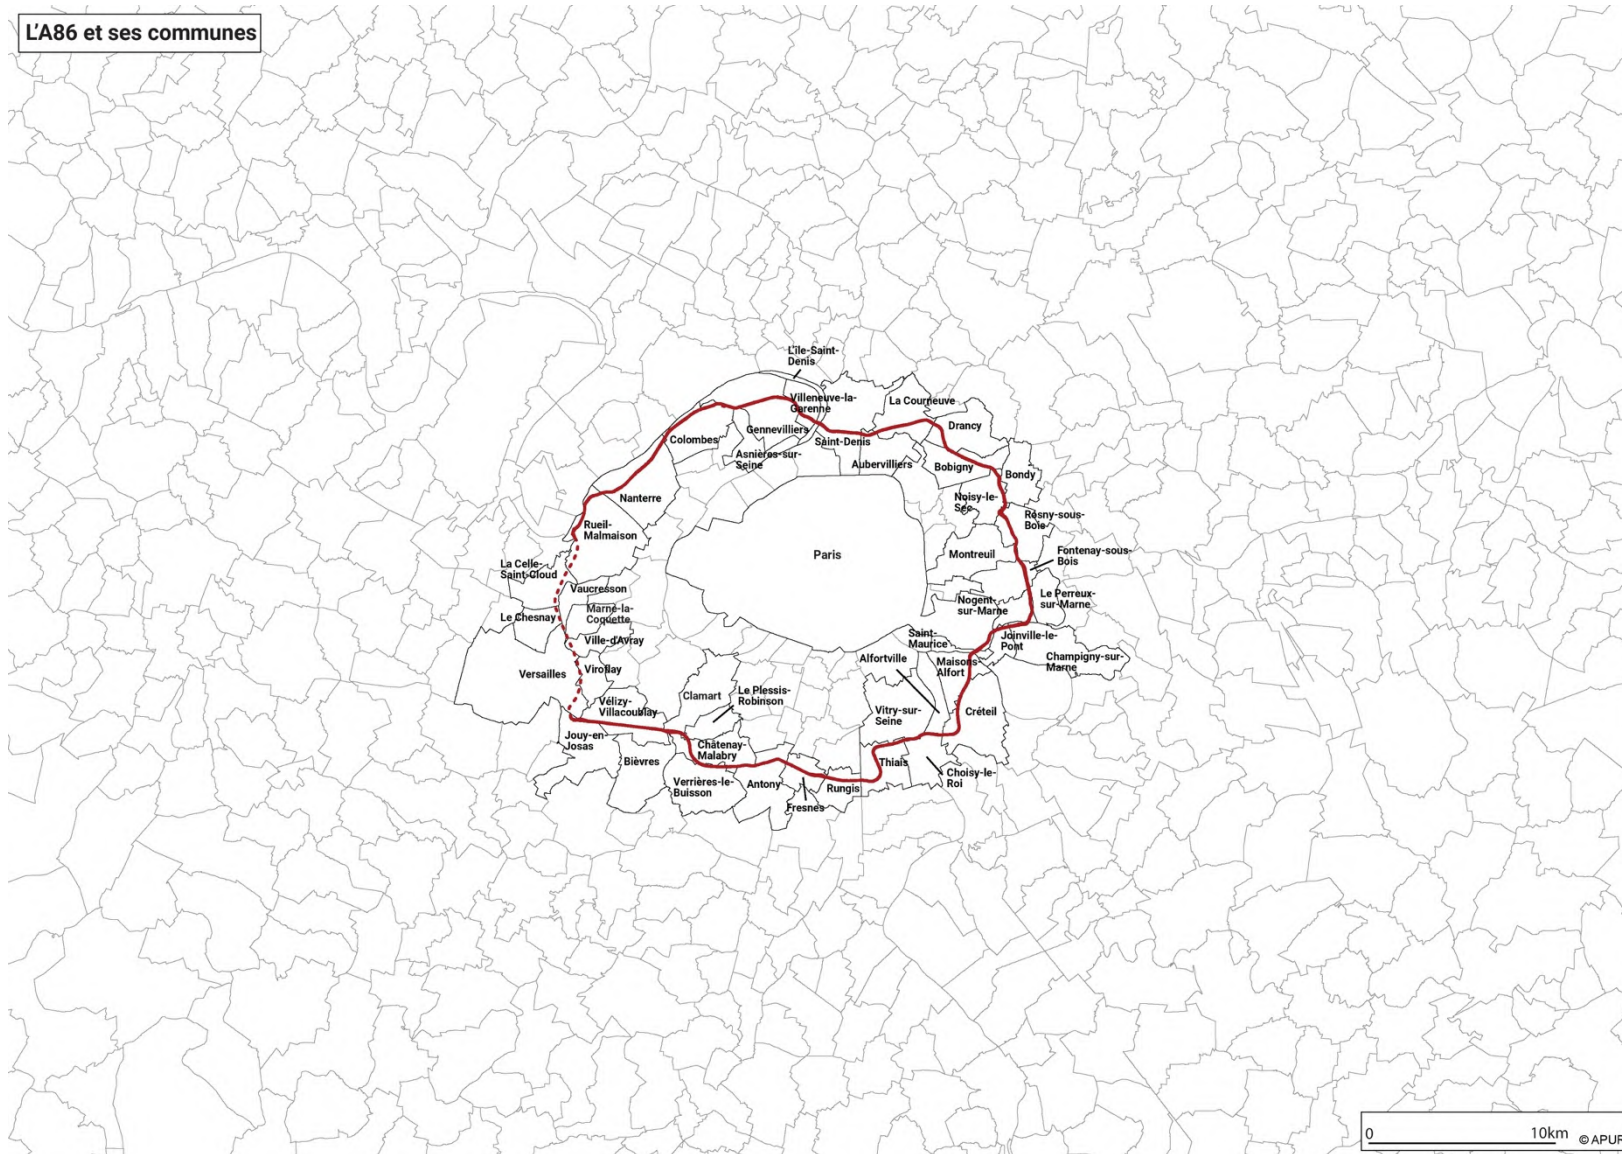 L'A86 et ses communes
L'île-Saint-
Denis
Villeneuve-la-
Garenne
La Courneuve
Drancy
Gennevilliers
Colombes
Saint-Denis
Asnières-sur-
Seine
Aubervilliers
Bobigny
Bondy
Nanterre
Noisy-le-
Sec
Rosny-sous-
Bois
Rueil-
Malmaison
Paris
Montreuil
Fontenay-sous-
Bois
La Celle-
Saint-Cloud
Vaucresson
Nogent-
sur-Marne
Le Perreux-
sur-Marne
Le Chesnay
Marne-la-
Coquette
Ville-d'Avray
Saint-
Maurice
Joinville-le-
Pont
Alfortville
Maisons-
Alfort
Champigny-sur-
Marne
Versailles
Viroflay
Clamart
Le Plessis-
Robinson
Vélizy-
Villacoublay
Vitry-sur-
Seine
Créteil
Jouy-en-
Josas
Bièvres
Châtenay-
Malabry
Thiais
Choisy-le-
Roi
Verrières-le-
Buisson
Antony
Rungis
Fresnes
0 10km
© APUR